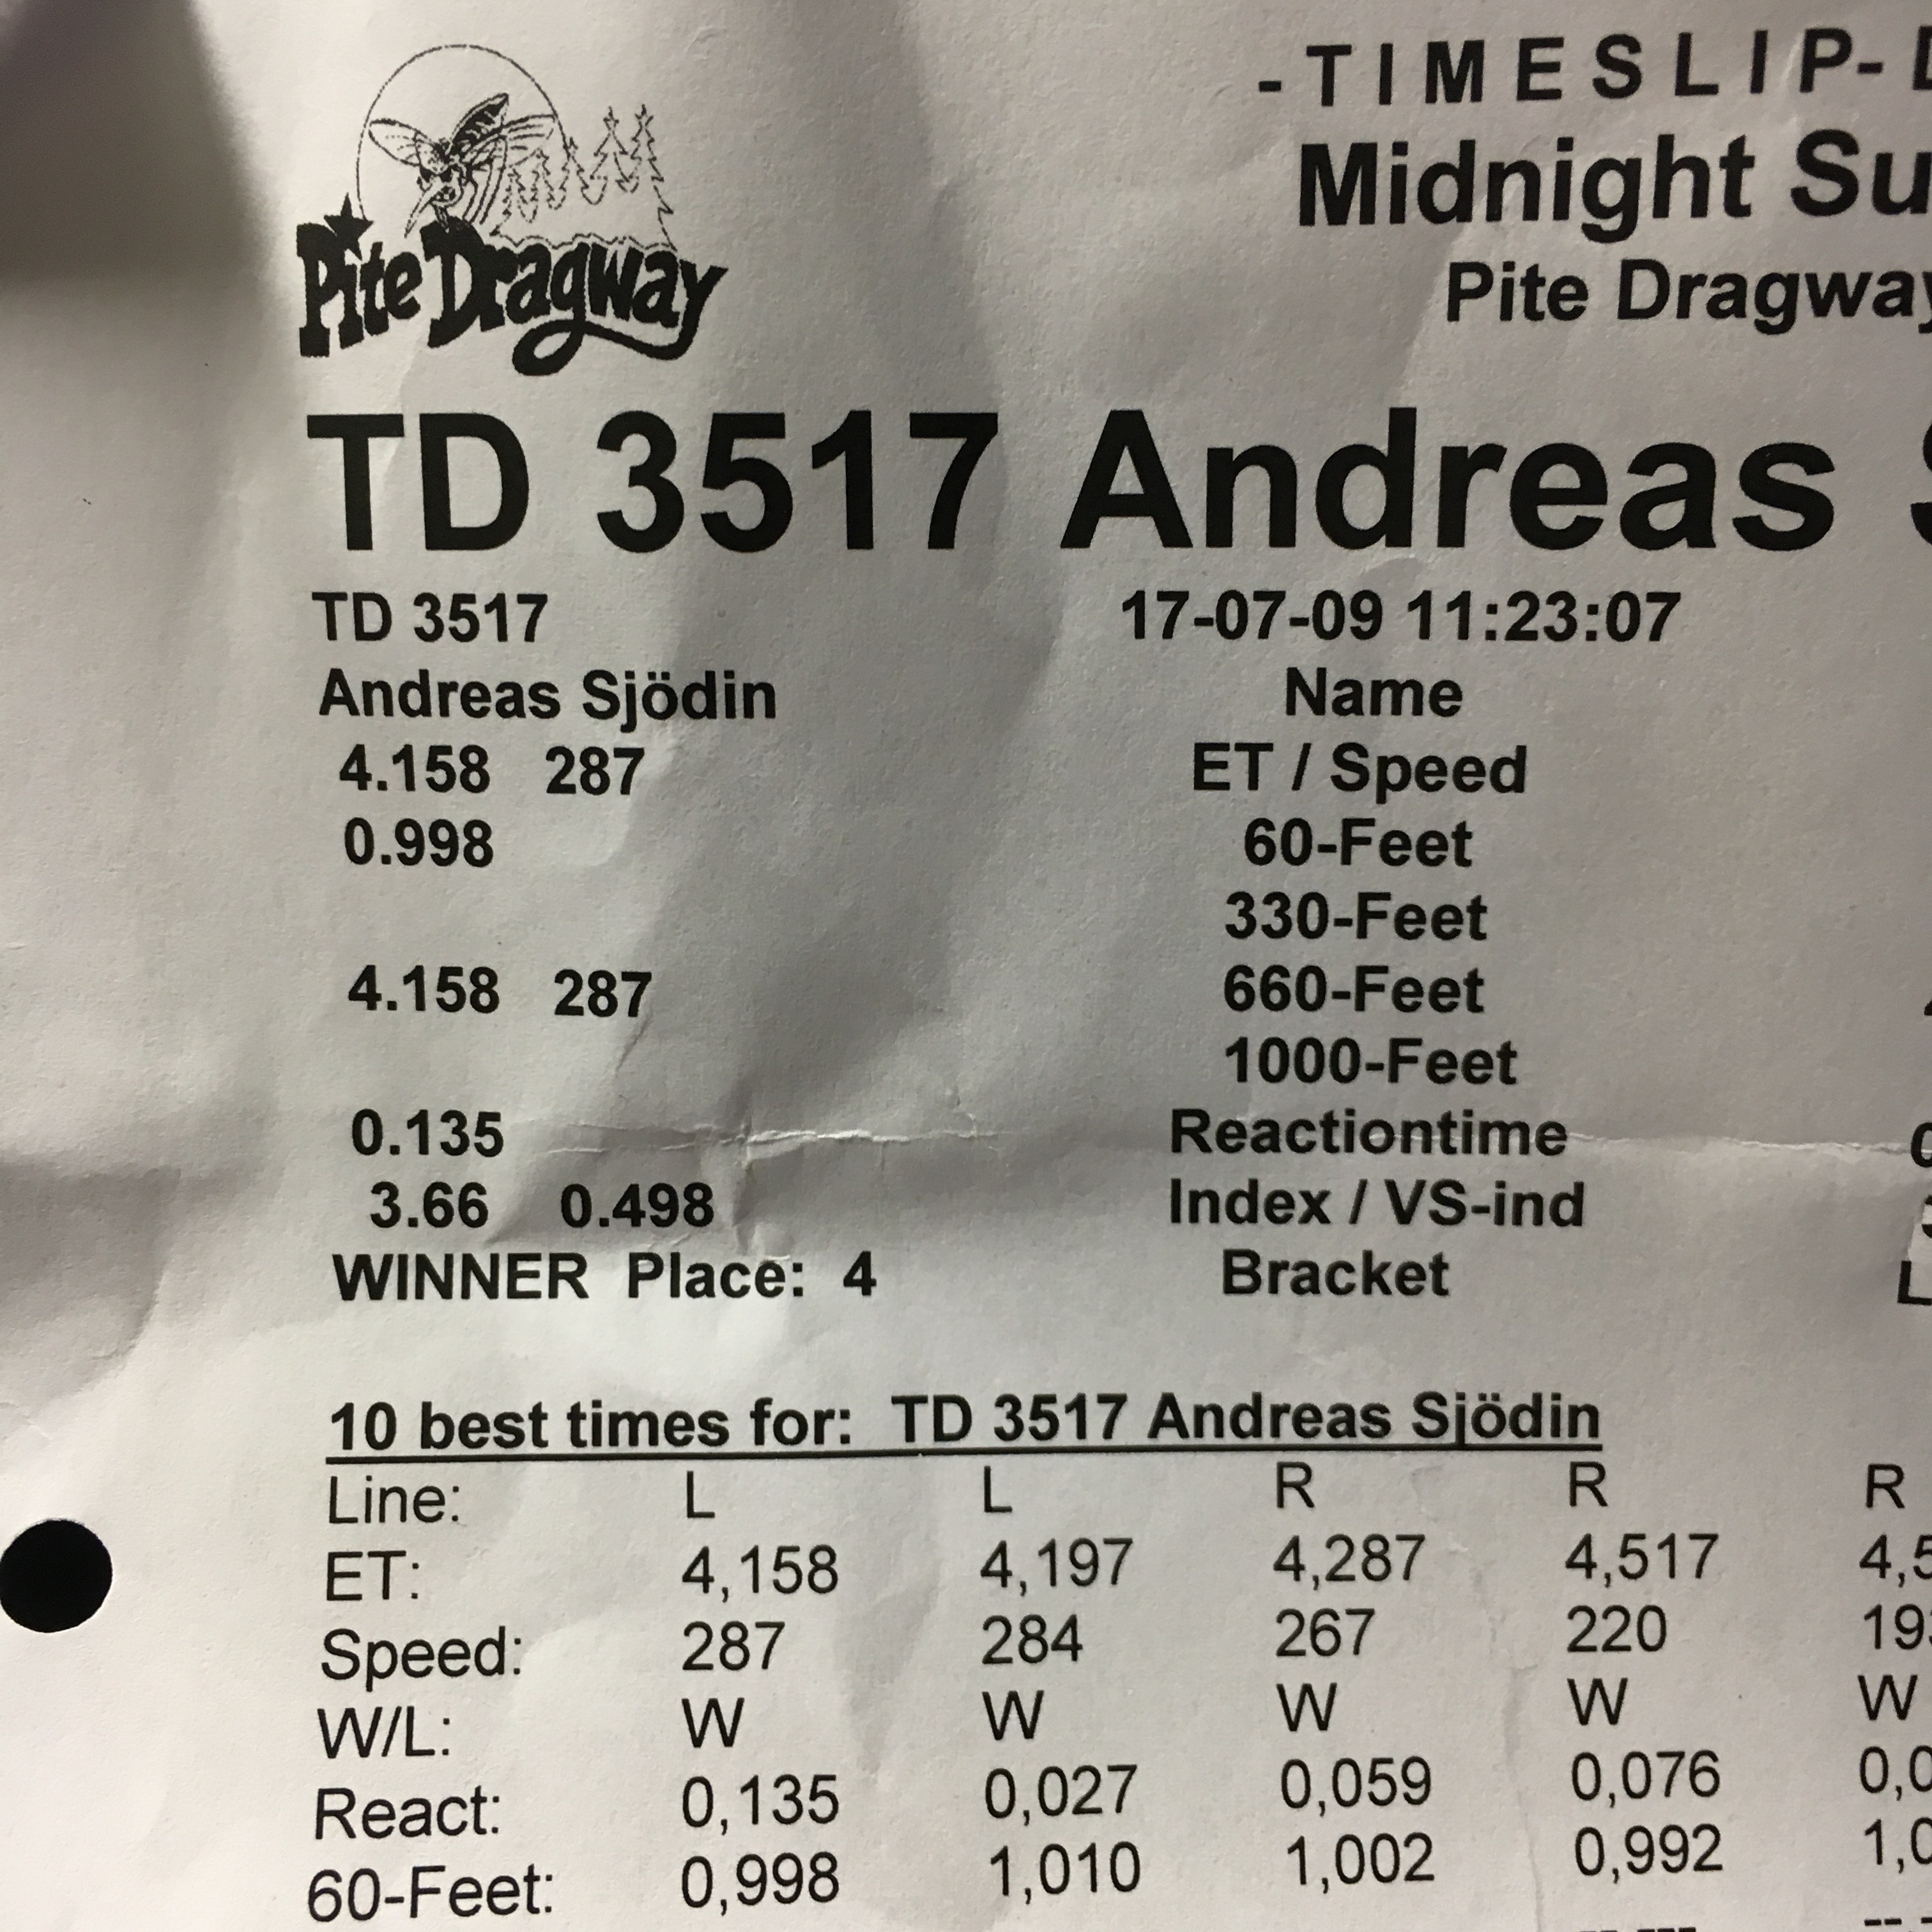 -TIMESLIP-
Midnight
Pite Dragway
Pite Dragway
TD 3517 Andreas
TD 3517 17-07-09 11:23:07
Andreas Sjödin Name
4.158 287 ET / Speed
0.998 60-Feet
330-Feet
4.158 287 660-Feet
1000-Feet
0.135 Reactiontime
3.66 0.498 Index / VS-ind
WINNER Place: 4 Bracket
10 best times for: TD 3517 Andreas Sjödin
Line: L L R R R
ET: 4,158 4,197 4,287 4,517
Speed: 287 284 267 220
W/L: W W W W W
React: 0,135 0,027 0,059 0,076
60-Feet: 0,998 1,010 1,002 0,992